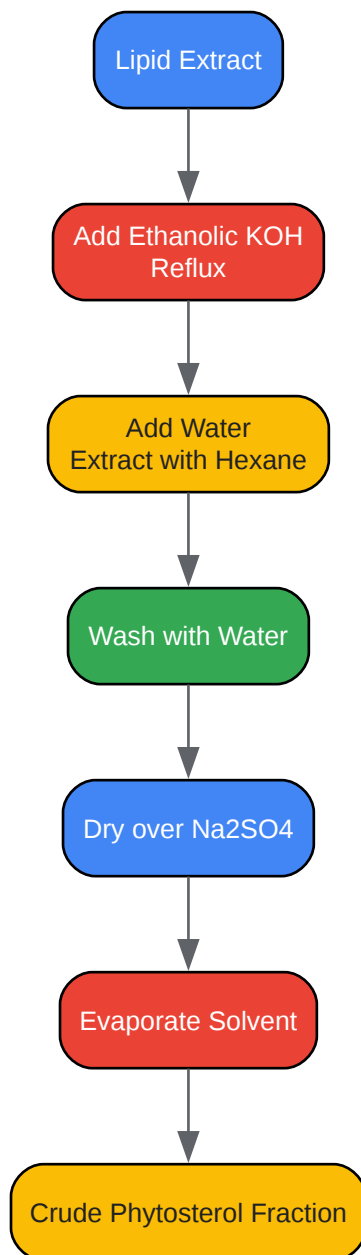 Lipid Extract
Add Ethanolic KOH
Reflux
Add Water
Extract with Hexane
Wash with Water
Dry over Na2SO4
Evaporate Solvent
Crude Phytosterol Fraction